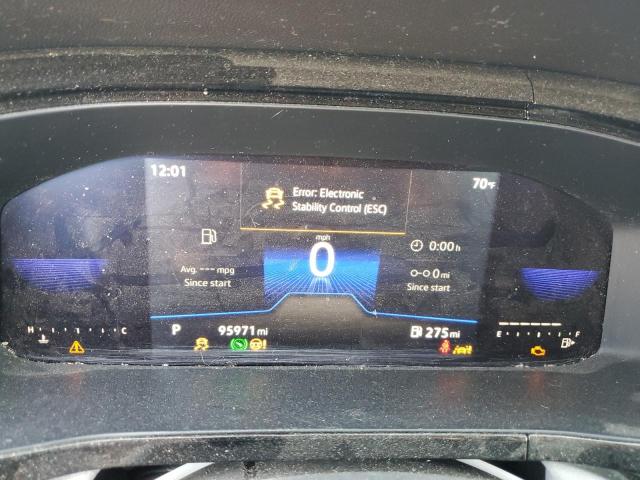 12:01
70°F
Error: Electronic
Stability Control (ESC)
mph
0
Avg. --- mpg
Since start
0:00 h
0 mi
Since start
H C
E F
P 95971 mi 275 mi